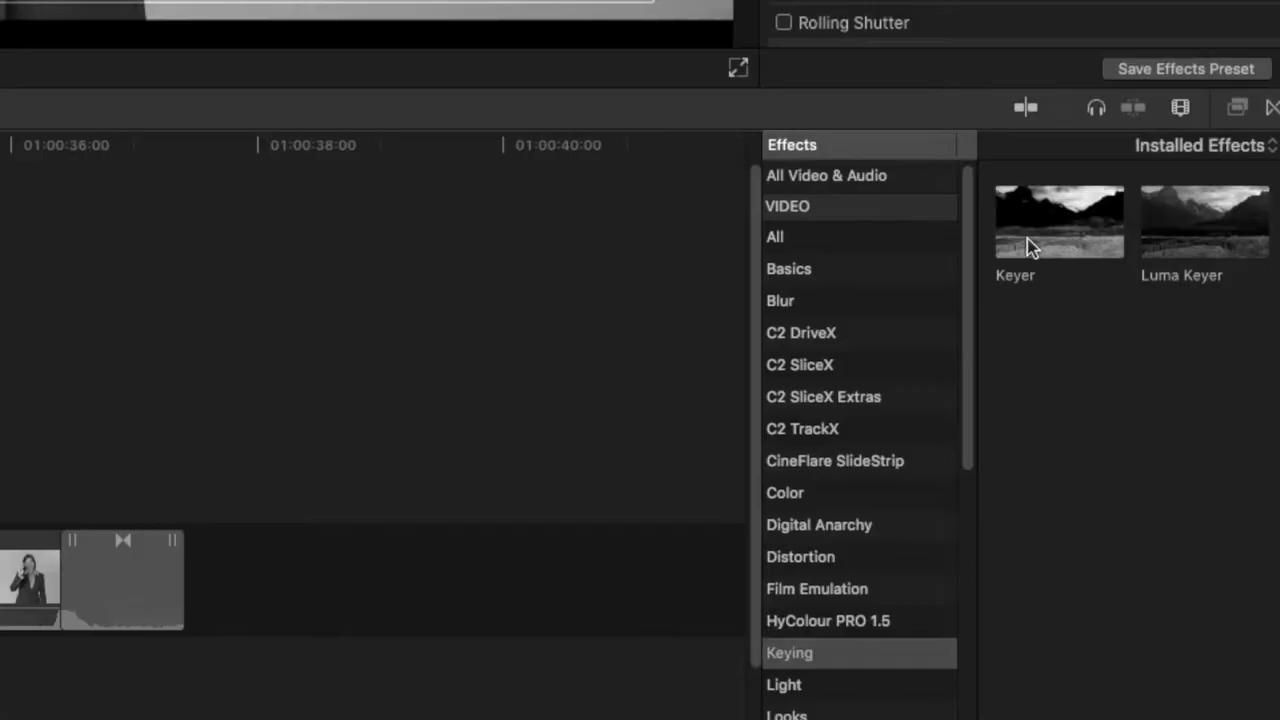 Rolling Shutter
Save Effects Preset
01:00:36:00
01:00:38:00
01:00:40:00
Effects
Installed Effects
All Video & Audio
VIDEO
All
Basics
Blur
C2 DriveX
C2 SliceX
C2 SliceX Extras
C2 TrackX
CineFlare SlideStrip
Color
Digital Anarchy
Distortion
Film Emulation
HyColour PRO 1.5
Keying
Light
Looks
Keyer
Luma Keyer